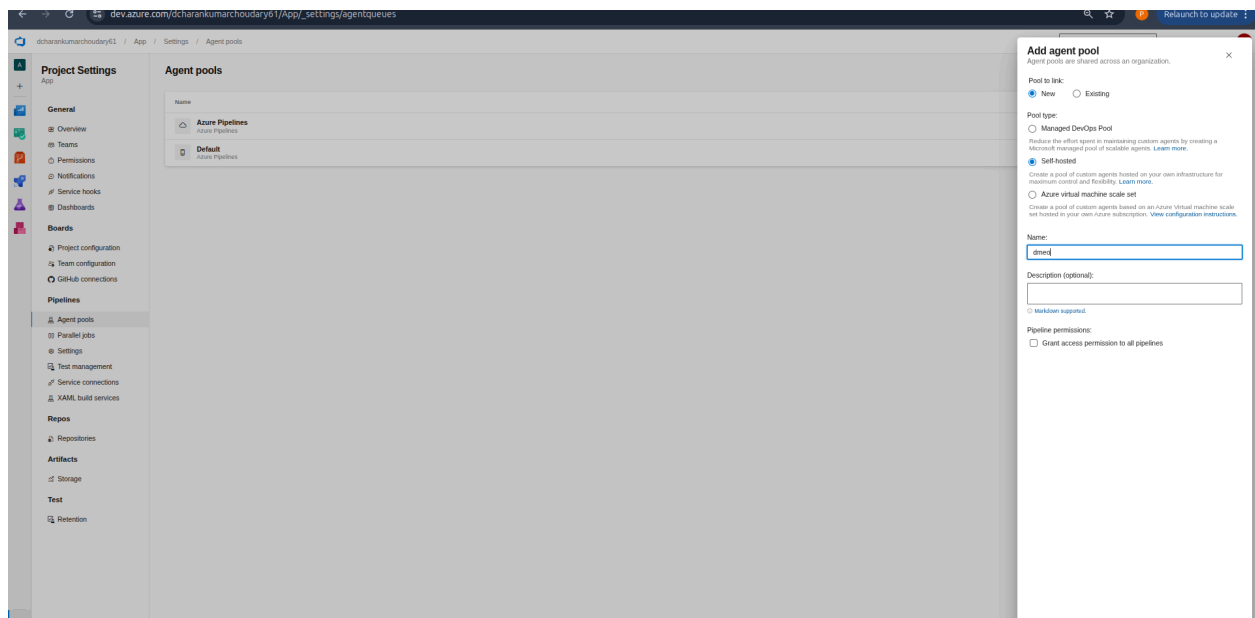 dev.azure.com/dcharankumarchoudary61/App/_settings/agentqueues
P
Relaunch to update
dcharankumarchoudary61 / App / Settings / Agent pools
A
Project Settings
App
General
Overview
Teams
Permissions
Notifications
Service hooks
Dashboards
Boards
Project configuration
Team configuration
GitHub connections
Pipelines
Agent pools
Parallel jobs
Settings
Test management
Service connections
XAML build services
Repos
Repositories
Artifacts
Storage
Test
Retention
Agent pools
Name
Azure Pipelines
Azure Pipelines
Default
Azure Pipelines
Add agent pool
Agent pools are shared across an organization.
Pool to link:
New
Existing
Pool type:
Managed DevOps Pool
Reduce the effort spent in maintaining custom agents by creating a
Microsoft managed pool of scalable agents. Learn more.
Self-hosted
Create a pool of custom agents hosted on your own infrastructure for
maximum control and flexibility. Learn more.
Azure virtual machine scale set
Create a pool of custom agents based on an Azure Virtual machine scale
set hosted in your own Azure subscription. View configuration instructions.
Name:
dmeo
Description (optional):
Markdown supported.
Pipeline permissions:
Grant access permission to all pipelines